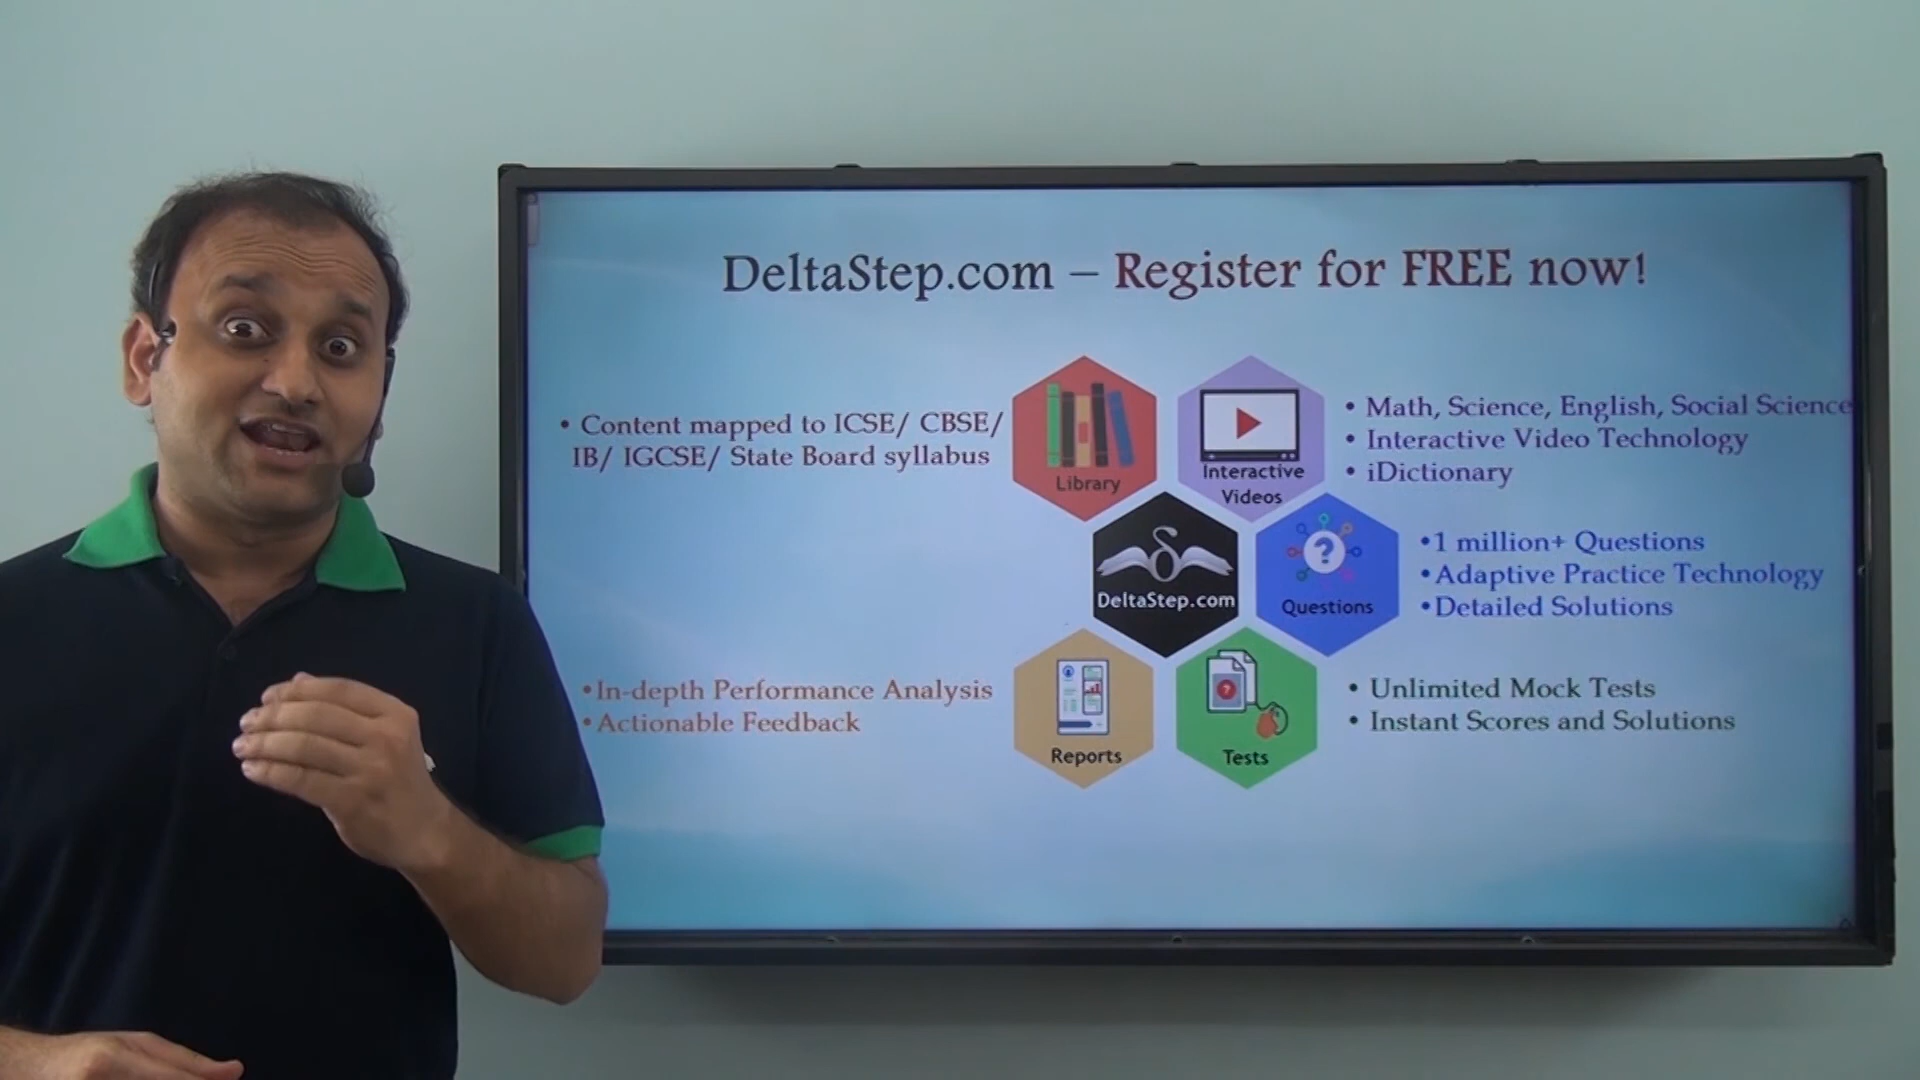 DeltaStep.com – Register for FREE now!
• Content mapped to ICSE/ CBSE/
IB/ IGCSE/ State Board syllabus
Library
Interactive
Videos
• Math, Science, English, Social Science
• Interactive Video Technology
• iDictionary
δ
DeltaStep.com
?
Questions
•1 million+ Questions
•Adaptive Practice Technology
•Detailed Solutions
•In-depth Performance Analysis
•Actionable Feedback
Reports
?
Tests
• Unlimited Mock Tests
• Instant Scores and Solutions